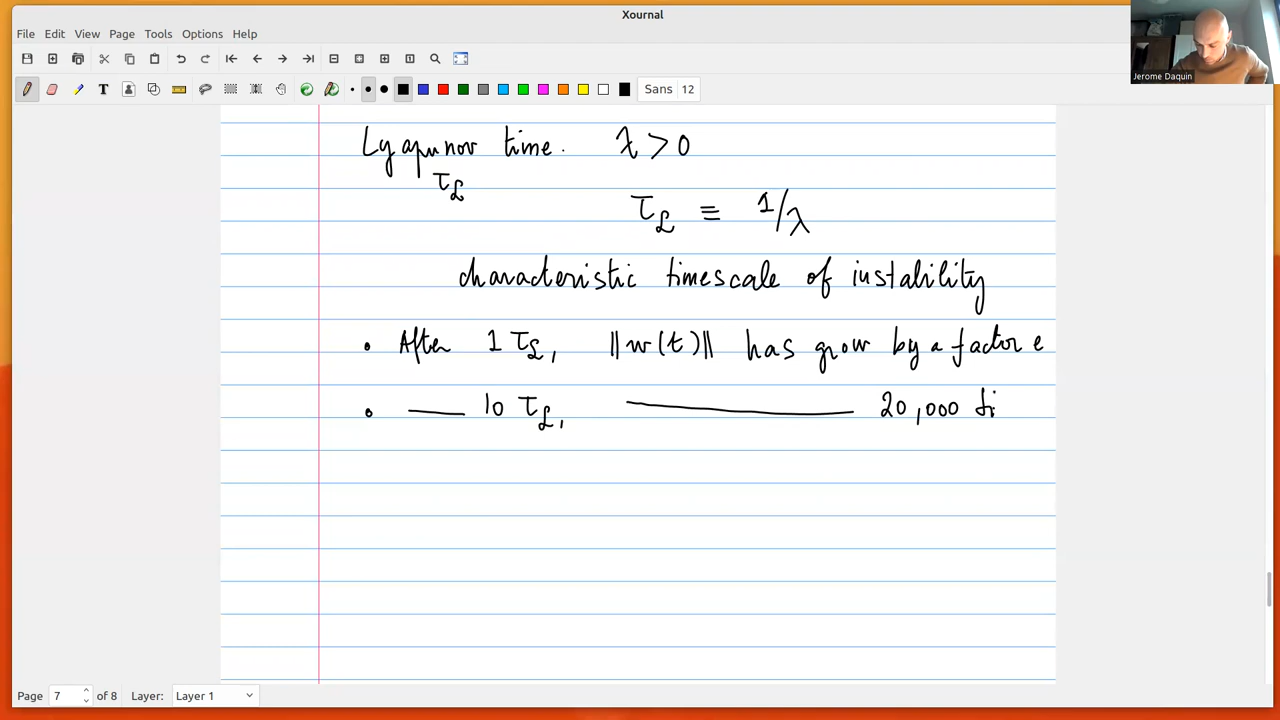 Xournal
File Edit View Page Tools Options Help
Jerome Daquin
T Sans 12
Lyapunov time. λ > 0
τ_L
τ_L ≡ 1/λ
characteristic timescale of instability
• After 1 τ_L, ||w(t)|| has grow by a factor e
• —— 10 τ_L, ———— 20,000 ti
Page 7 of 8 Layer: Layer 1